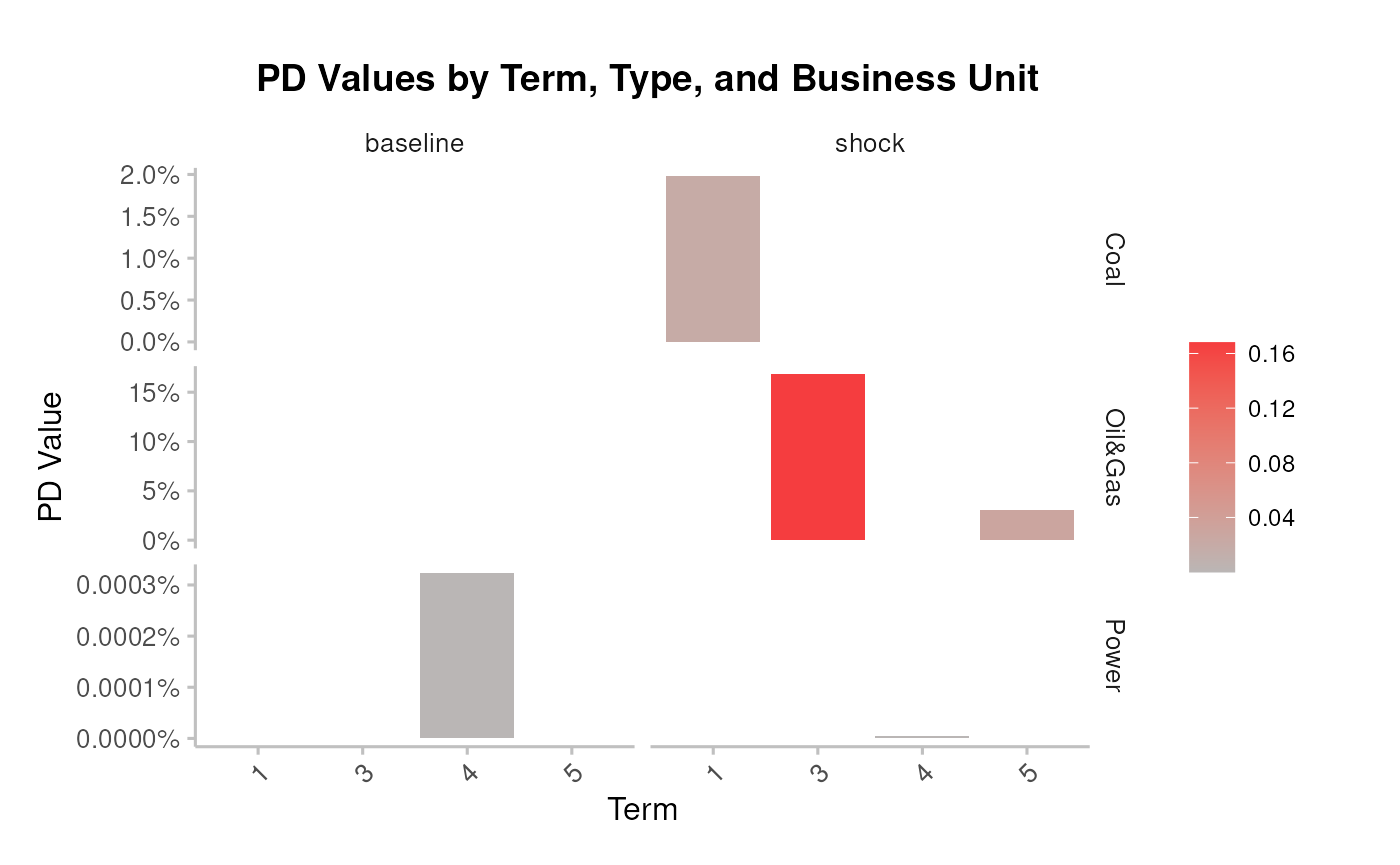 PD Values by Term, Type, and Business Unit
baseline
shock
2.0%
1.5%
1.0%
0.5%
0.0%
Coal
15%
10%
5%
0%
Oil&Gas
0.0003%
0.0002%
0.0001%
0.0000%
Power
PD Value
1 3 4 5
1 3 4 5
Term
0.16
0.12
0.08
0.04